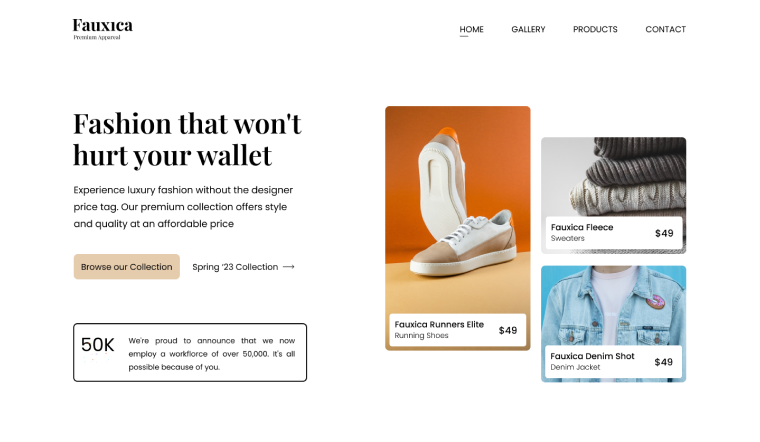 Fauxıca
Premium Appareal
HOME
GALLERY
PRODUCTS
CONTACT
Fashion that won't
hurt your wallet
Experience luxury fashion without the designer
price tag. Our premium collection offers style
and quality at an affordable price
Browse our Collection
Spring '23 Collection ⟶
50K
We're proud to announce that we now
employ a workflorce of over 50,000. It's all
possible because of you.
Fauxica Runners Elite
Running Shoes
$49
Fauxica Fleece
Sweaters
$49
Fauxica Denim Shot
Denim Jacket
$49